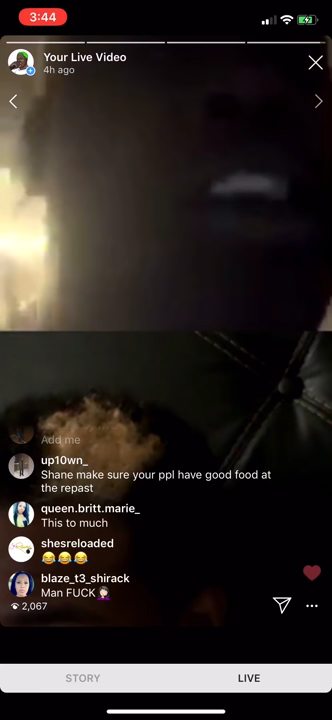 3:44
Your Live Video
4h ago
Add me
up10wn_
Shane make sure your ppl have good food at
the repast
queen.britt.marie_
This to much
shesreloaded
😂😂😂
blaze_t3_shirack
Man FUCK🤦🏻‍♀️
2,067
STORY
LIVE